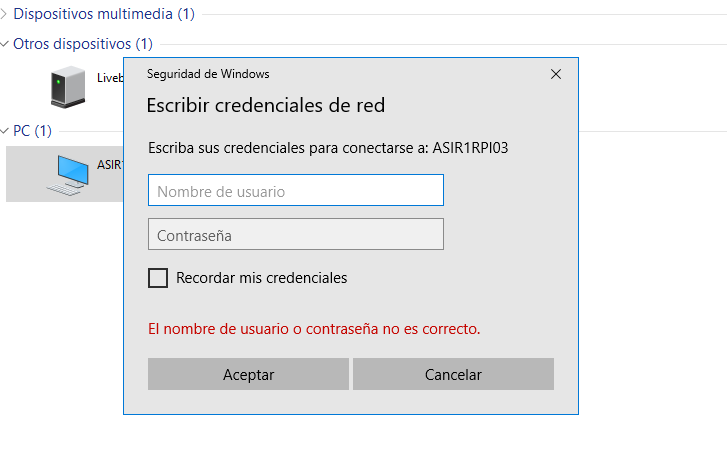 Dispositivos multimedia (1)
Otros dispositivos (1)
Seguridad de Windows
Escribir credenciales de red
Liveb
PC (1)
Escriba sus credenciales para conectarse a: ASIR1RPI03
ASIR1
Nombre de usuario
Contraseña
Recordar mis credenciales
El nombre de usuario o contraseña no es correcto.
Aceptar
Cancelar